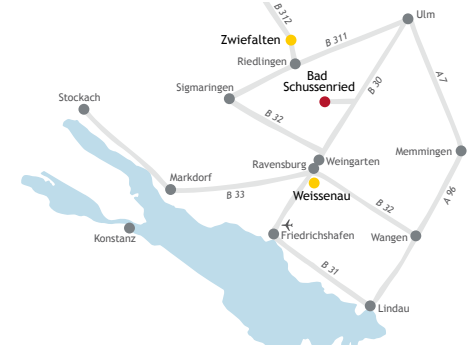 B 312
Ulm
Zwiefalten
B 311
Riedlingen
Bad
Schussenried
B 30
A 7
Sigmaringen
Stockach
B 32
Memmingen
Weingarten
Ravensburg
Markdorf
B 33
Weissenau
B 32
A 96
Konstanz
Friedrichshafen
Wangen
B 31
Lindau